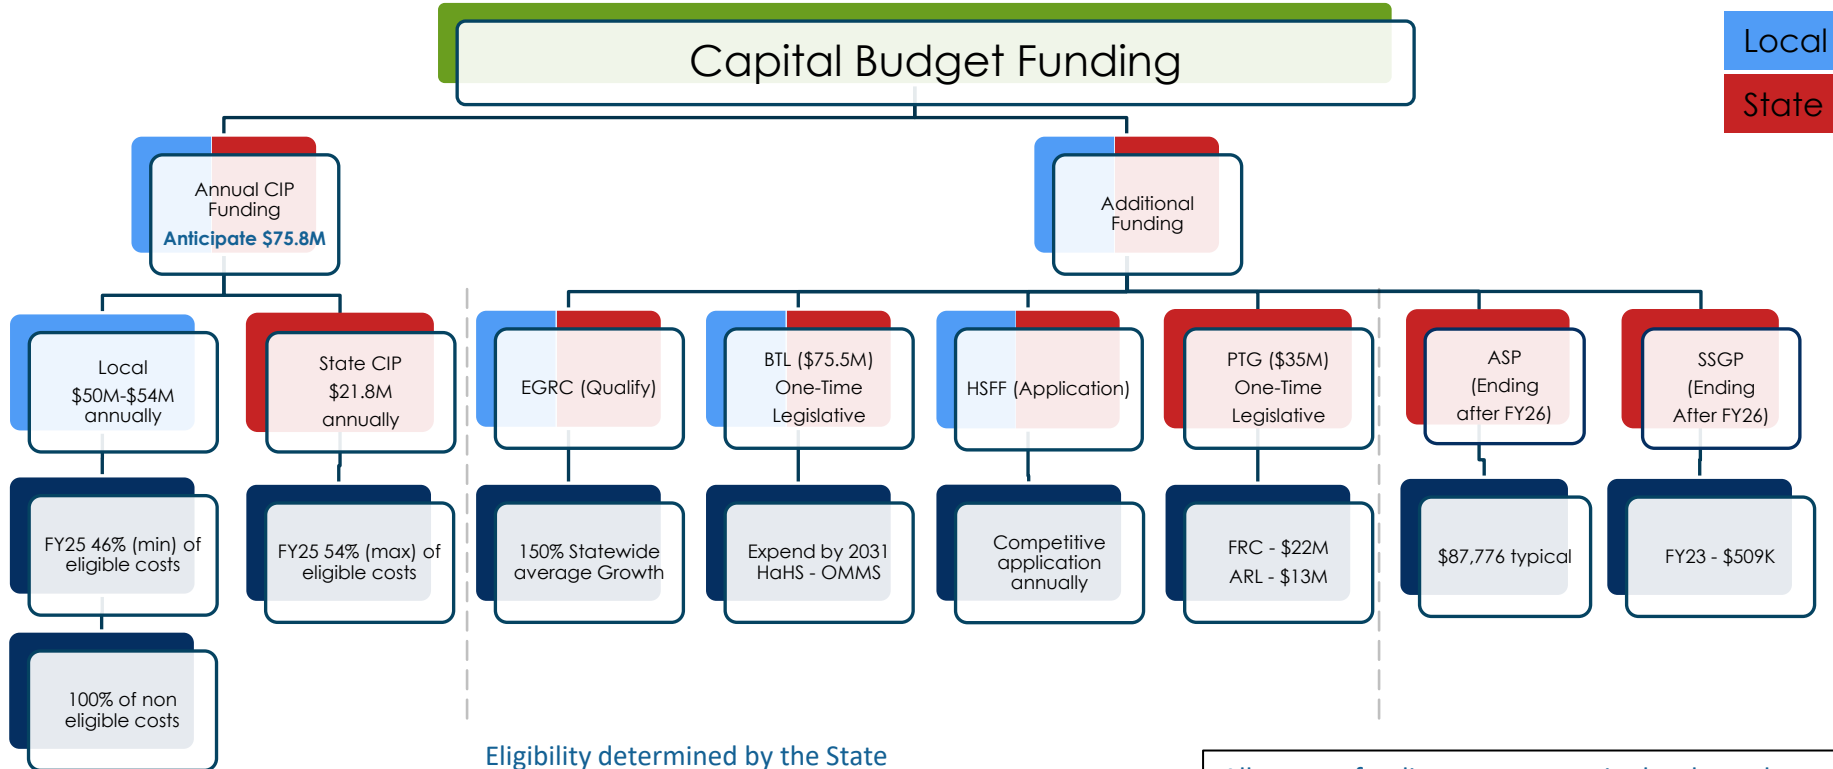 Capital Budget Funding
Local
State
Annual CIP
Funding
Anticipate $75.8M
Additional
Funding
Local
$50M-$54M
annually
State CIP
$21.8M
annually
EGRC (Qualify)
BTL ($75.5M)
One-Time
Legislative
HSFF (Application)
PTG ($35M)
One-Time
Legislative
ASP
(Ending
after FY26)
SSGP
(Ending
After FY26)
FY25 46% (min) of
eligible costs
FY25 54% (max) of
eligible costs
150% Statewide
average Growth
Expend by 2031
HaHS - OMMS
Competitive
application
annually
FRC - $22M
ARL - $13M
$87,776 typical
FY23 - $509K
100% of non
eligible costs
Eligibility determined by the State